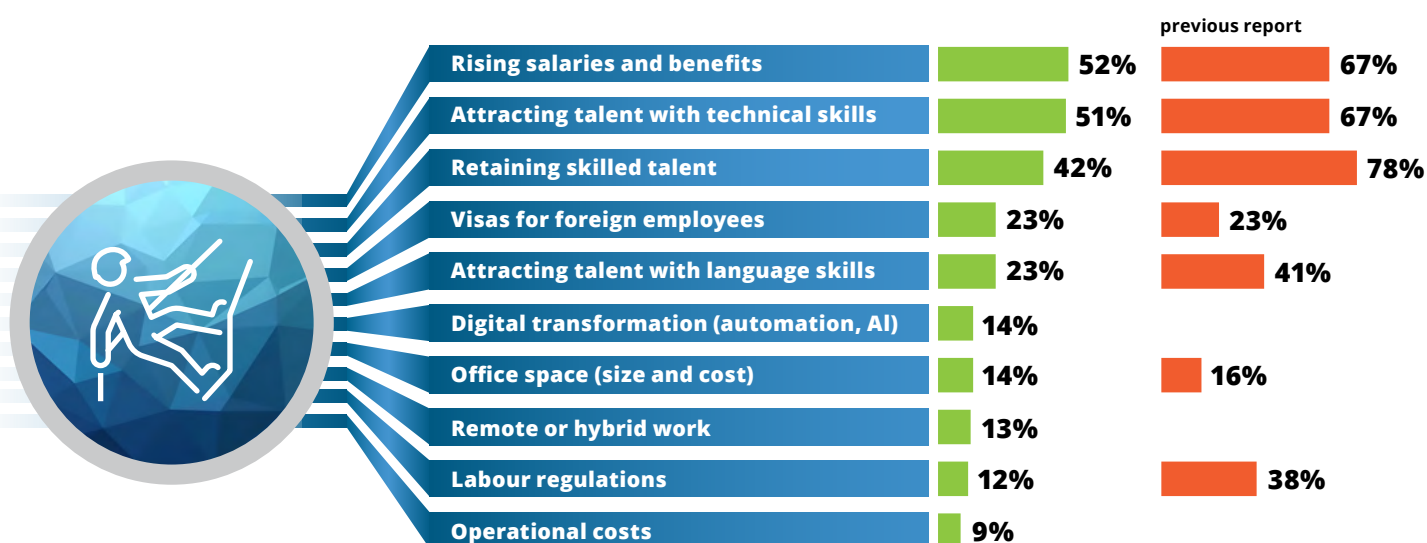 previous report
Rising salaries and benefits 52% 67%
Attracting talent with technical skills 51% 67%
Retaining skilled talent 42% 78%
Visas for foreign employees 23% 23%
Attracting talent with language skills 23% 41%
Digital transformation (automation, AI) 14%
Office space (size and cost) 14% 16%
Remote or hybrid work 13%
Labour regulations 12% 38%
Operational costs 9%